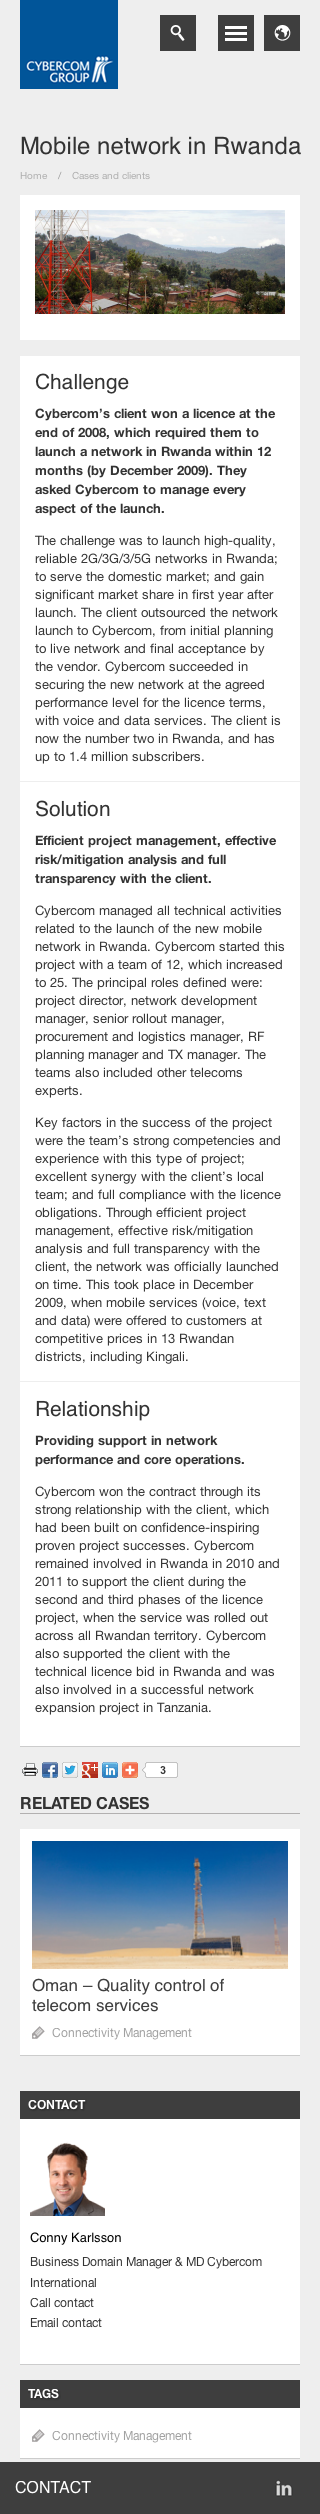 CYBERCOM
GROUP
Mobile network in Rwanda
Home / Cases and clients
Challenge
Cybercom's client won a licence at the
end of 2008, which required them to
launch a network in Rwanda within 12
months (by December 2009). They
asked Cybercom to manage every
aspect of the launch.
The challenge was to launch high-quality,
reliable 2G/3G/3/5G networks in Rwanda;
to serve the domestic market; and gain
significant market share in first year after
launch. The client outsourced the network
launch to Cybercom, from initial planning
to live network and final acceptance by
the vendor. Cybercom succeeded in
securing the new network at the agreed
performance level for the licence terms,
with voice and data services. The client is
now the number two in Rwanda, and has
up to 1.4 million subscribers.
Solution
Efficient project management, effective
risk/mitigation analysis and full
transparency with the client.
Cybercom managed all technical activities
related to the launch of the new mobile
network in Rwanda. Cybercom started this
project with a team of 12, which increased
to 25. The principal roles defined were:
project director, network development
manager, senior rollout manager,
procurement and logistics manager, RF
planning manager and TX manager. The
teams also included other telecoms
experts.
Key factors in the success of the project
were the team's strong competencies and
experience with this type of project;
excellent synergy with the client's local
team; and full compliance with the licence
obligations. Through efficient project
management, effective risk/mitigation
analysis and full transparency with the
client, the network was officially launched
on time. This took place in December
2009, when mobile services (voice, text
and data) were offered to customers at
competitive prices in 13 Rwandan
districts, including Kingali.
Relationship
Providing support in network
performance and core operations.
Cybercom won the contract through its
strong relationship with the client, which
had been built on confidence-inspiring
proven project successes. Cybercom
remained involved in Rwanda in 2010 and
2011 to support the client during the
second and third phases of the licence
project, when the service was rolled out
across all Rwandan territory. Cybercom
also supported the client with the
technical licence bid in Rwanda and was
also involved in a successful network
expansion project in Tanzania.
3
RELATED CASES
Oman – Quality control of
telecom services
Connectivity Management
CONTACT
Conny Karlsson
Business Domain Manager & MD Cybercom
International
Call contact
Email contact
TAGS
Connectivity Management
CONTACT in